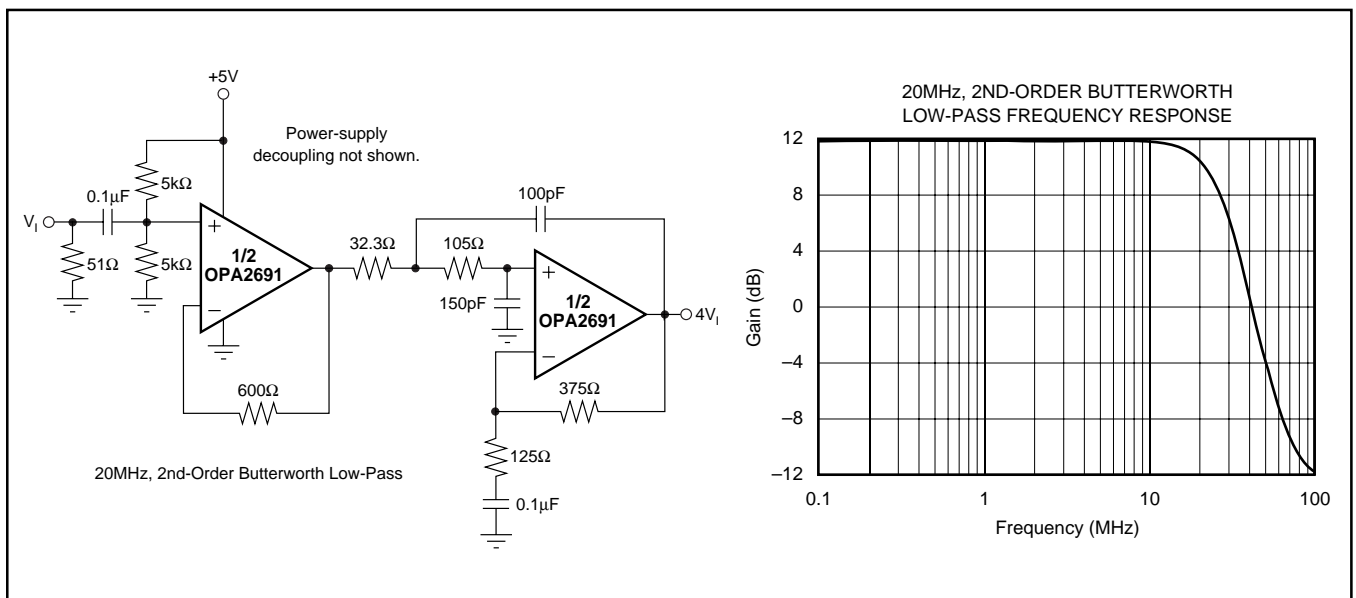 +5V
Power-supply
decoupling not shown.
5kΩ
0.1µF
V_I
51Ω
5kΩ
+
–
1/2
OPA2691
600Ω
32.3Ω
105Ω
100pF
150pF
+
–
1/2
OPA2691
4V_I
375Ω
125Ω
0.1µF
20MHz, 2nd-Order Butterworth Low-Pass
20MHz, 2ND-ORDER BUTTERWORTH
LOW-PASS FREQUENCY RESPONSE
12
8
4
0
–4
–8
–12
Gain (dB)
0.1
1
10
100
Frequency (MHz)